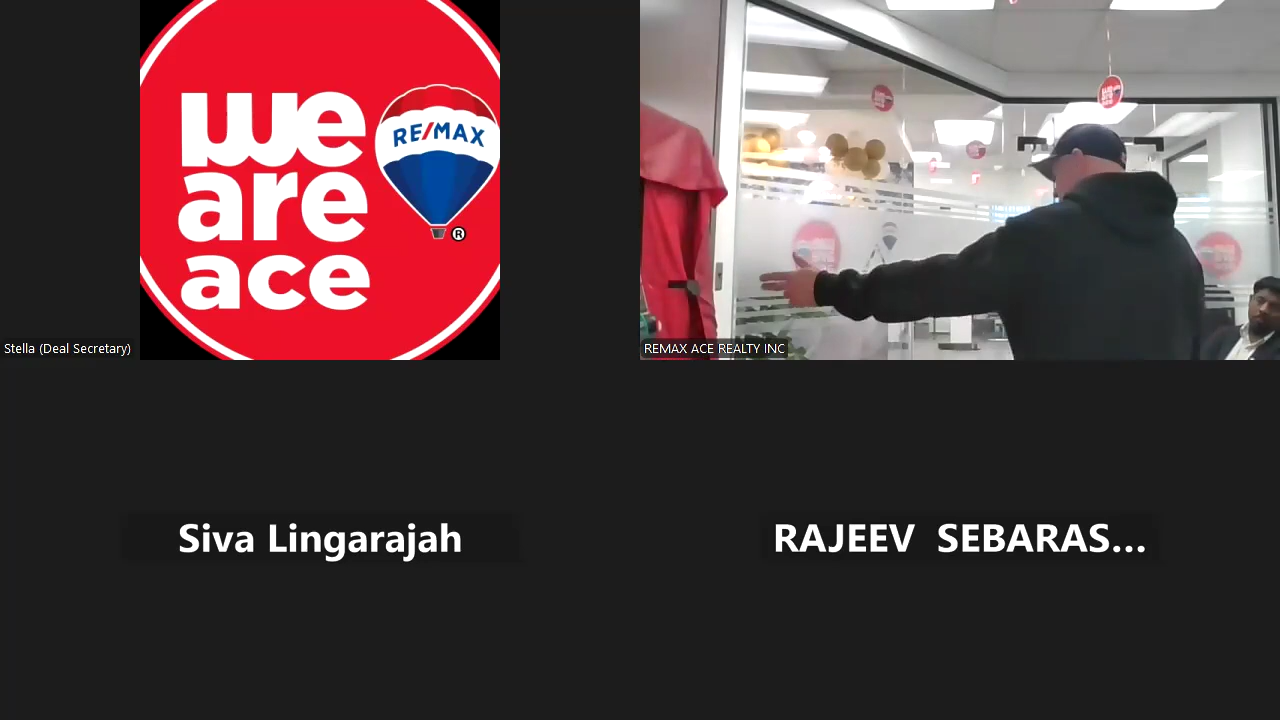 we
are
ace
RE/MAX
®
Stella (Deal Secretary)
REMAX ACE REALTY INC
Siva Lingarajah
RAJEEV SEBARAS...